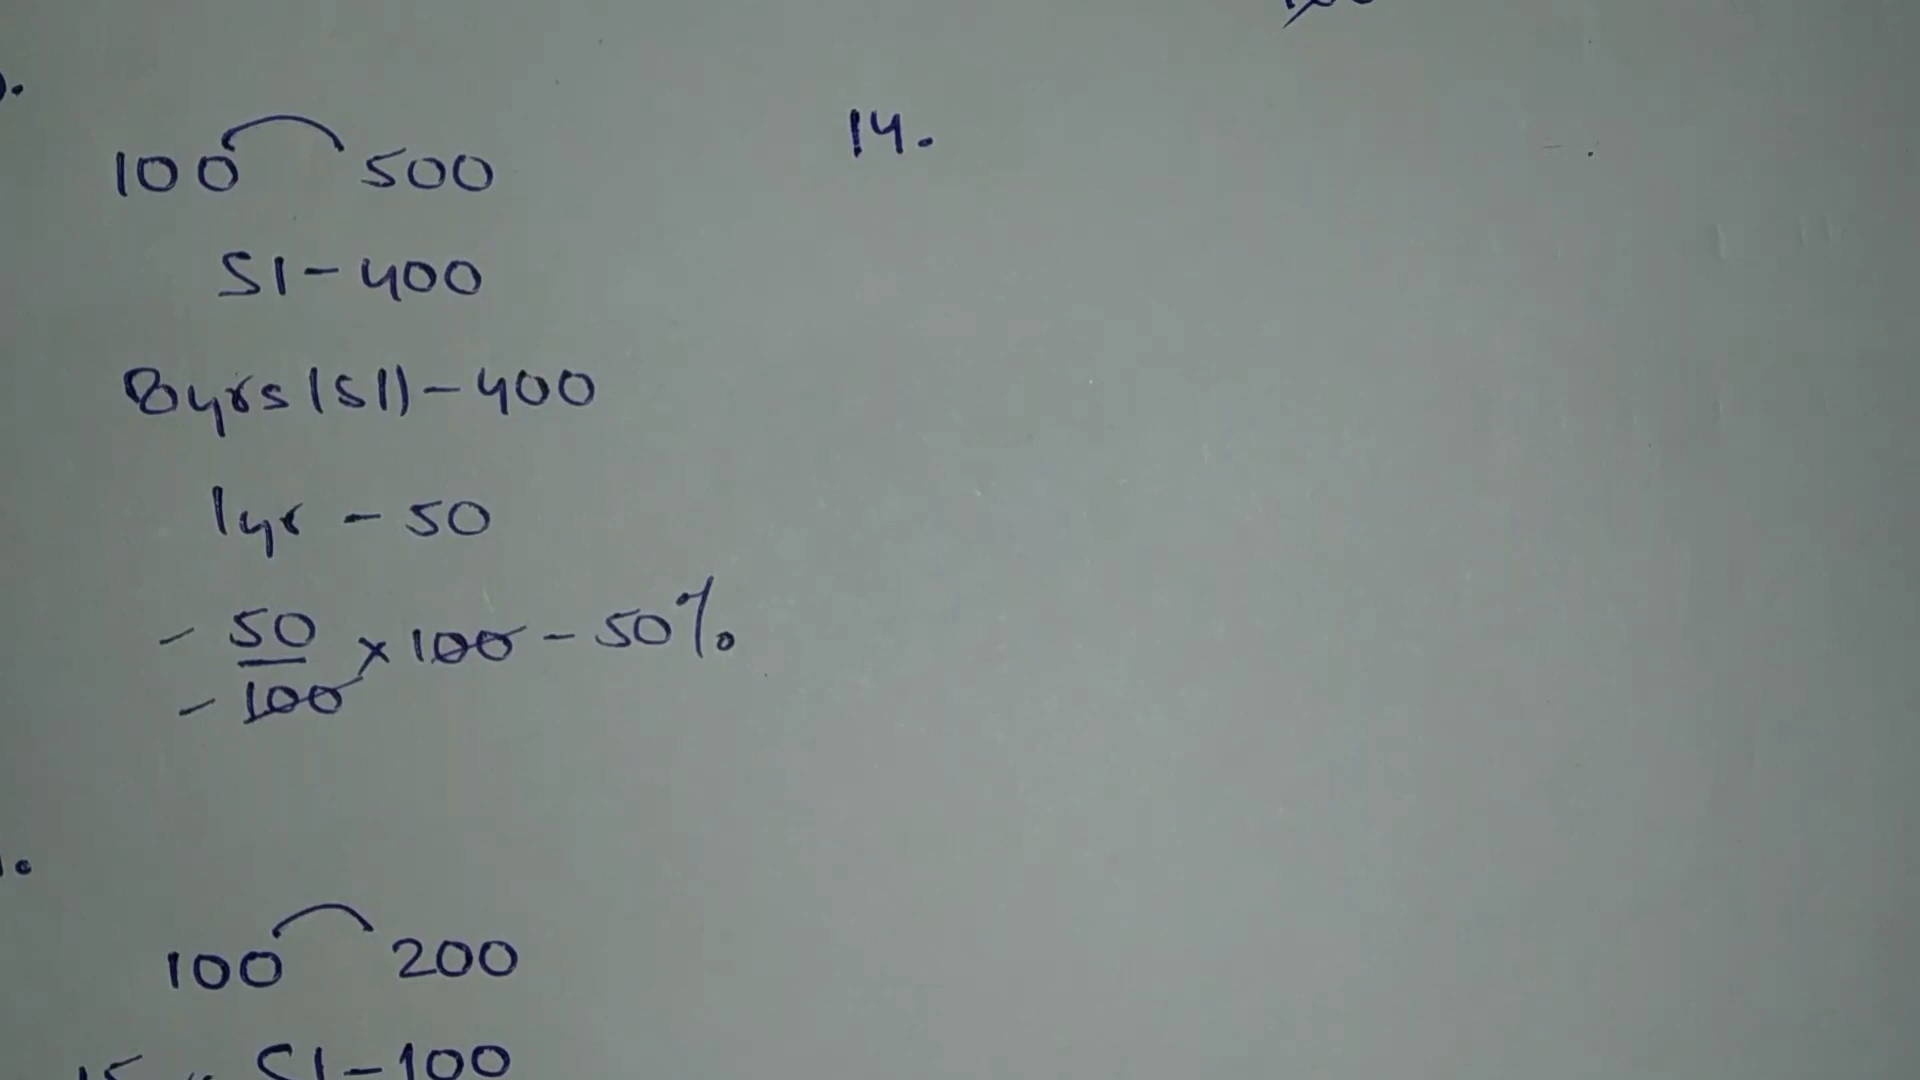 100 500
SI - 400
8yrs (SI) - 400
1yr - 50
- 50/100 × 100 - 50%
100 200
SI - 100
14.